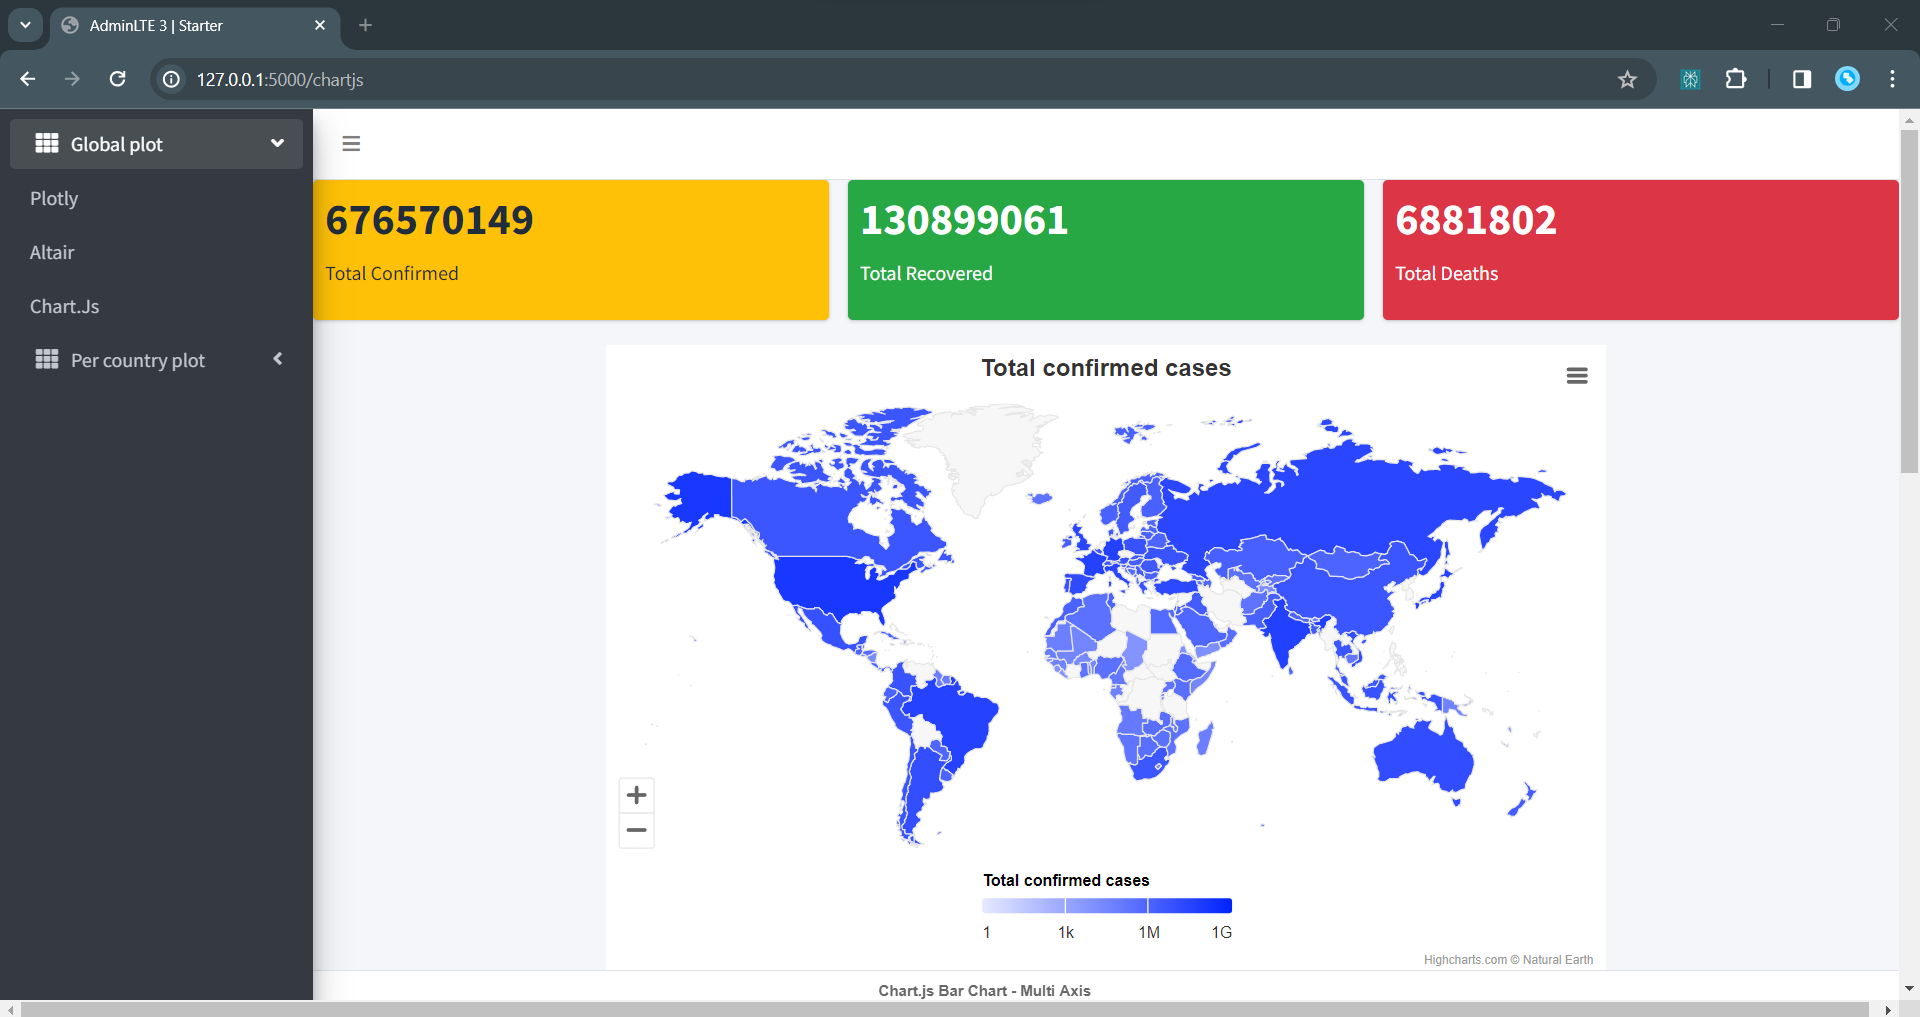 AdminLTE 3 | Starter
127.0.0.1:5000/chartjs
Global plot
Plotly
Altair
Chart.Js
Per country plot
676570149
Total Confirmed
130899061
Total Recovered
6881802
Total Deaths
Total confirmed cases
Total confirmed cases
1 1k 1M 1G
Highcharts.com © Natural Earth
Chart.js Bar Chart - Multi Axis